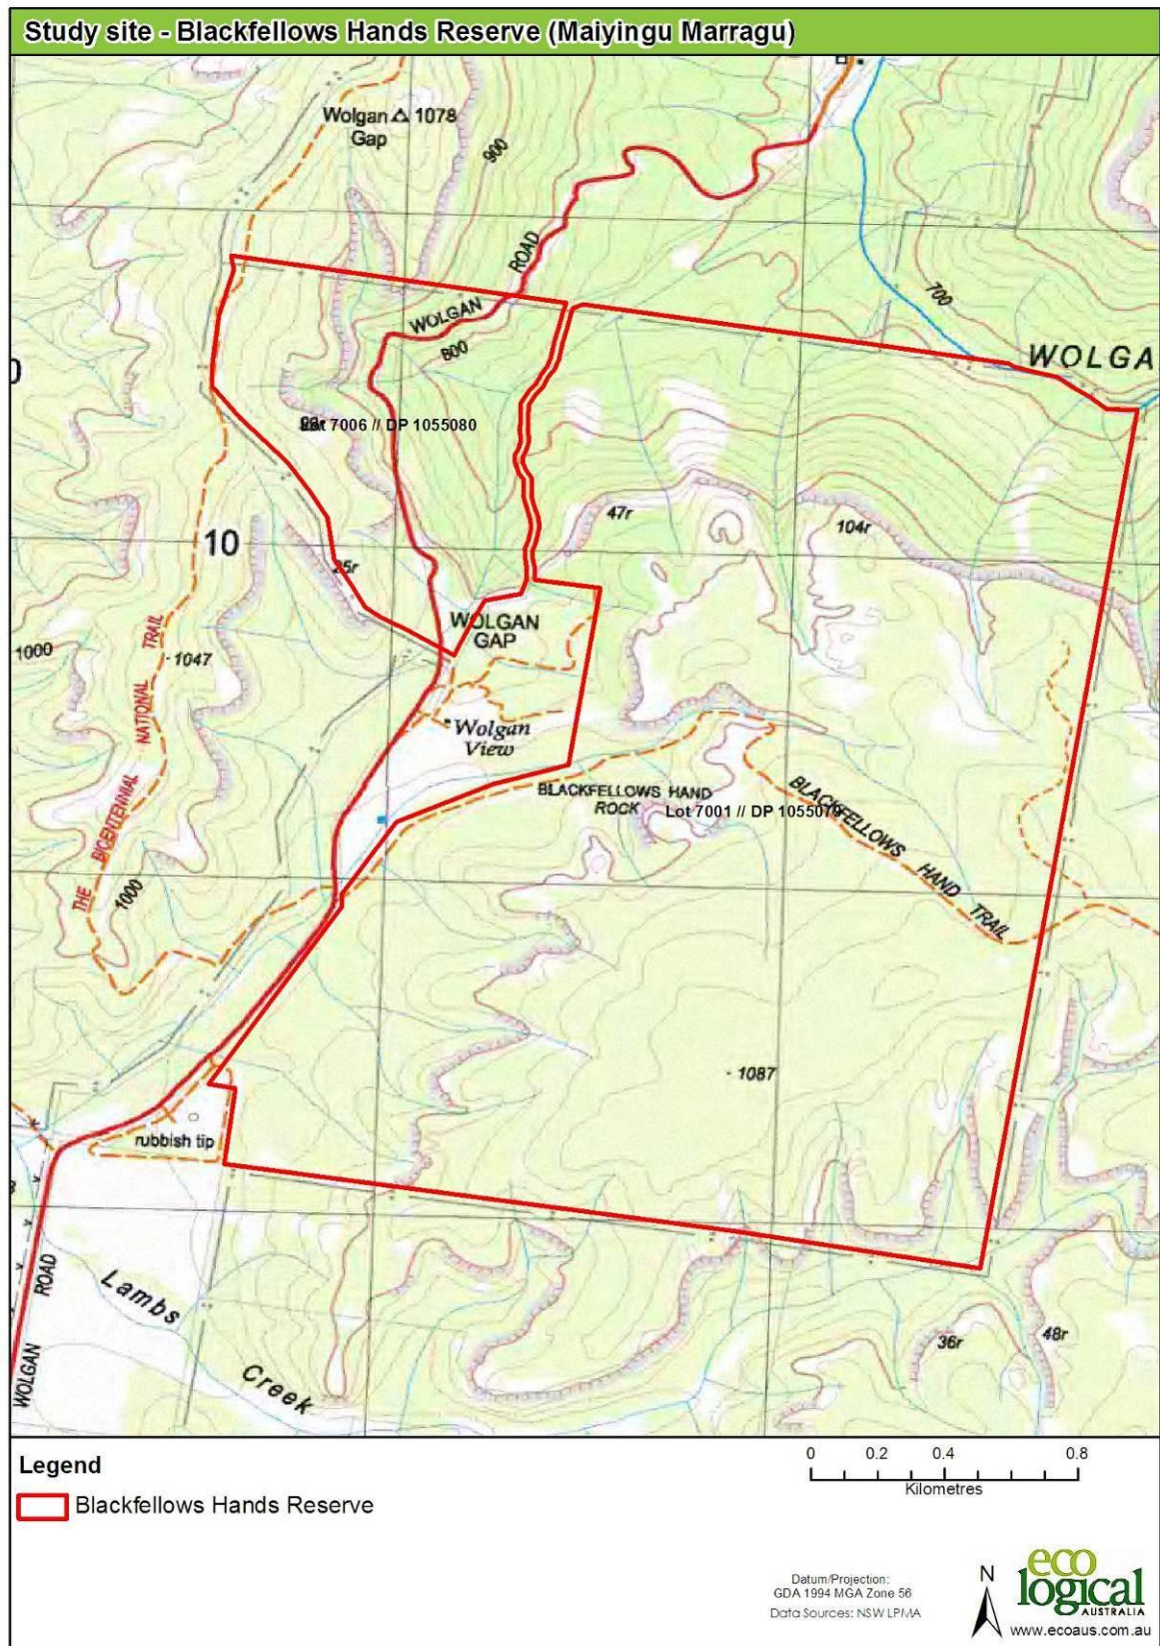 Study site - Blackfellows Hands Reserve (Maiyingu Marragu)
Wolgan 1078
Gap
900
ROAD
700
WOLGAN
800
WOLGA
Lot 7006 // DP 1055080
47r
104r
10
25r
WOLGAN
GAP
1000
1047
THE BICENTENNIAL NATIONAL TRAIL
Wolgan
View
BLACKFELLOWS HAND
ROCK
Lot 7001 // DP 105507
BLACKFELLOWS HAND TRAIL
1000
1087
rubbish tip
WOLGAN ROAD
Lambs
Creek
36r
48r
Legend
Blackfellows Hands Reserve
0 0.2 0.4 0.8
Kilometres
Datum/Projection:
GDA 1994 MGA Zone 56
Data Sources: NSW LPMA
N
eco
logical
AUSTRALIA
www.ecoaus.com.au